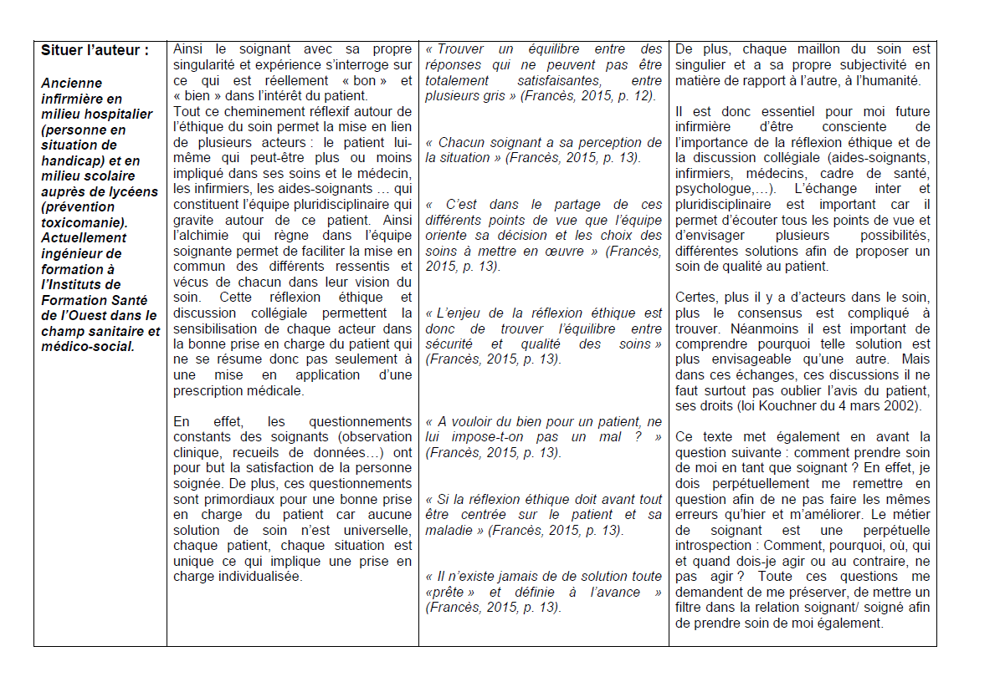 Situer l’auteur :
Ancienne
infirmière en
milieu hospitalier
(personne en
situation de
handicap) et en
milieu scolaire
auprès de lycéens
(prévention
toxicomanie).
Actuellement
ingénieur de
formation à
l’Instituts de
Formation Santé
de l’Ouest dans le
champ sanitaire et
médico-social.
Ainsi le soignant avec sa propre
singularité et expérience s’interroge sur
ce qui est réellement « bon » et
« bien » dans l’intérêt du patient.
Tout ce cheminement réflexif autour de
l’éthique du soin permet la mise en lien
de plusieurs acteurs : le patient lui-
même qui peut-être plus ou moins
impliqué dans ses soins et le médecin,
les infirmiers, les aides-soignants … qui
constituent l’équipe pluridisciplinaire qui
gravite autour de ce patient. Ainsi
l’alchimie qui règne dans l’équipe
soignante permet de faciliter la mise en
commun des différents ressentis et
vécus de chacun dans leur vision du
soin. Cette réflexion éthique et
discussion collégiale permettent la
sensibilisation de chaque acteur dans
la bonne prise en charge du patient qui
ne se résume donc pas seulement à
une mise en application d’une
prescription médicale.
En effet, les questionnements
constants des soignants (observation
clinique, recueils de données…) ont
pour but la satisfaction de la personne
soignée. De plus, ces questionnements
sont primordiaux pour une bonne prise
en charge du patient car aucune
solution de soin n’est universelle,
chaque patient, chaque situation est
unique ce qui implique une prise en
charge individualisée.
« Trouver un équilibre entre des
réponses qui ne peuvent pas être
totalement satisfaisantes, entre
plusieurs gris » (Francès, 2015, p. 12).
« Chacun soignant a sa perception de
la situation » (Francès, 2015, p. 13).
« C’est dans le partage de ces
différents points de vue que l’équipe
oriente sa décision et les choix des
soins à mettre en œuvre » (Francès,
2015, p. 13).
« L’enjeu de la réflexion éthique est
donc de trouver l’équilibre entre
sécurité et qualité des soins »
(Francès, 2015, p. 13).
« A vouloir du bien pour un patient, ne
lui impose-t-on pas un mal ? »
(Francès, 2015, p. 13).
« Si la réflexion éthique doit avant tout
être centrée sur le patient et sa
maladie » (Francès, 2015, p. 13).
« Il n’existe jamais de de solution toute
«prête » et définie à l’avance »
(Francès, 2015, p. 13).
De plus, chaque maillon du soin est
singulier et a sa propre subjectivité en
matière de rapport à l’autre, à l’humanité.
Il est donc essentiel pour moi future
infirmière d’être consciente de
l’importance de la réflexion éthique et de
la discussion collégiale (aides-soignants,
infirmiers, médecins, cadre de santé,
psychologue,…). L’échange inter et
pluridisciplinaire est important car il
permet d’écouter tous les points de vue et
d’envisager plusieurs possibilités,
différentes solutions afin de proposer un
soin de qualité au patient.
Certes, plus il y a d’acteurs dans le soin,
plus le consensus est compliqué à
trouver. Néanmoins il est important de
comprendre pourquoi telle solution est
plus envisageable qu’une autre. Mais
dans ces échanges, ces discussions il ne
faut surtout pas oublier l’avis du patient,
ses droits (loi Kouchner du 4 mars 2002).
Ce texte met également en avant la
question suivante : comment prendre soin
de moi en tant que soignant ? En effet, je
dois perpétuellement me remettre en
question afin de ne pas faire les mêmes
erreurs qu’hier et m’améliorer. Le métier
de soignant est une perpétuelle
introspection : Comment, pourquoi, où, qui
et quand dois-je agir ou au contraire, ne
pas agir ? Toute ces questions me
demandent de me préserver, de mettre un
filtre dans la relation soignant/ soigné afin
de prendre soin de moi également.